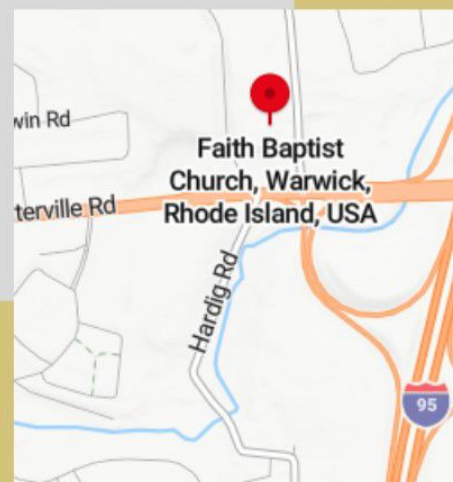 win Rd
Faith Baptist
Church, Warwick,
Rhode Island, USA
terville Rd
Hardig Rd
95